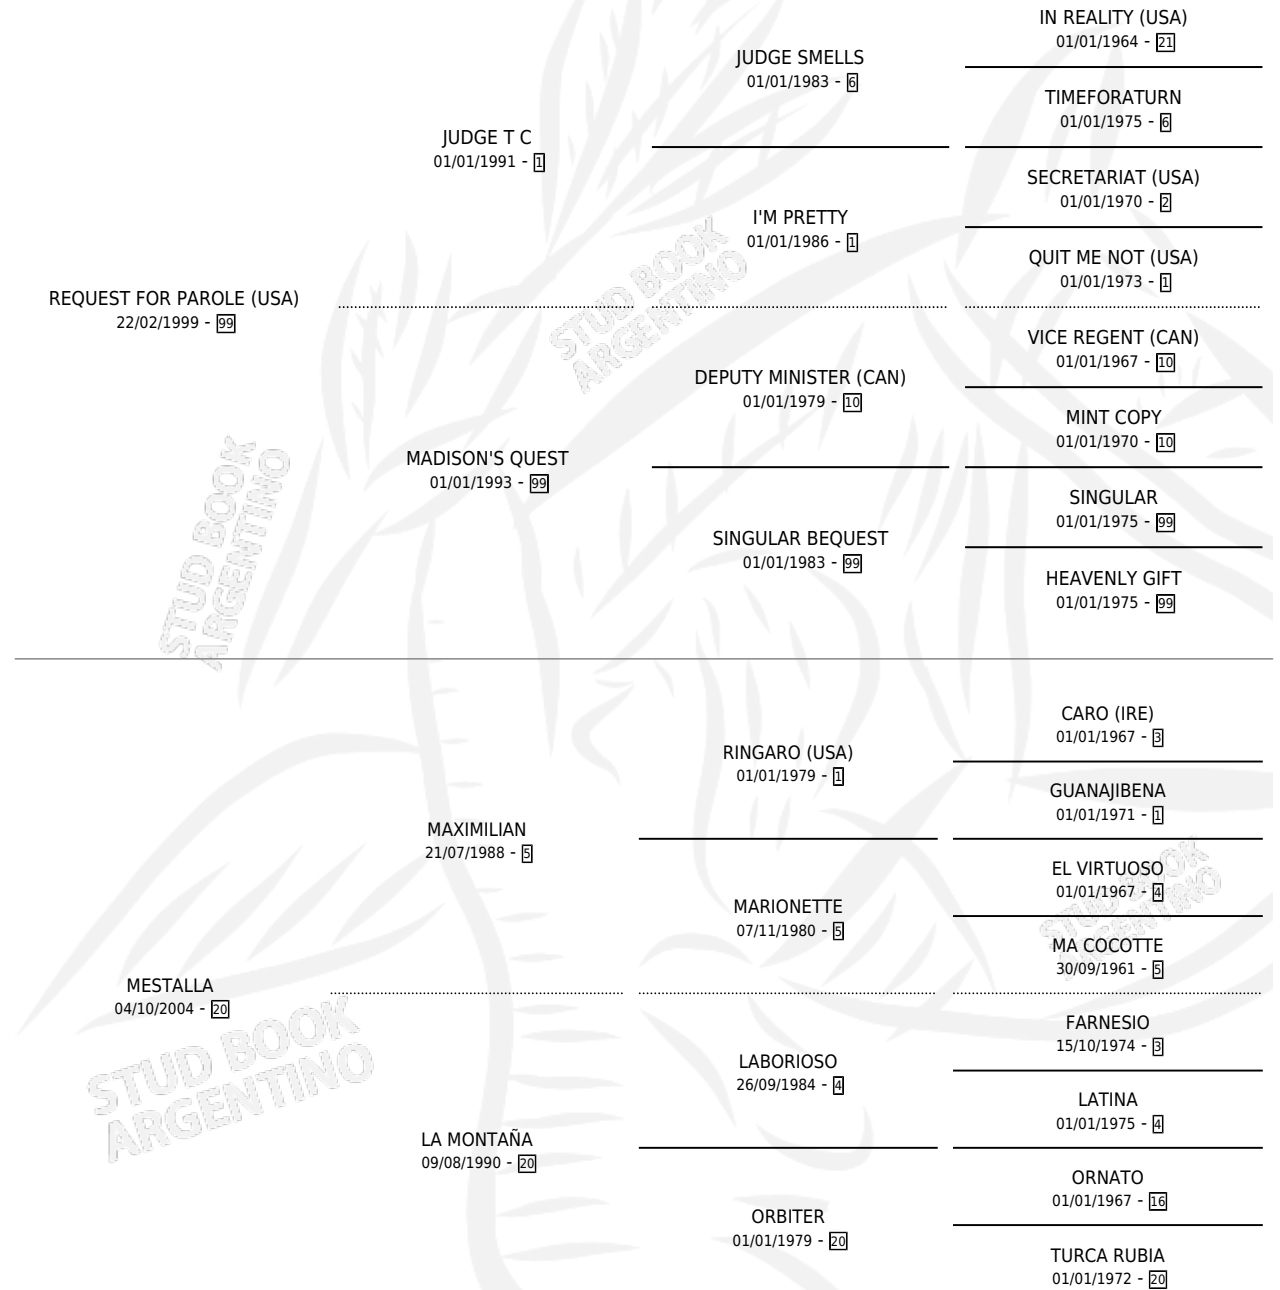 IN REALITY (USA)
01/01/1964 - 21
JUDGE SMELLS
01/01/1983 - 6
TIMEFORATURN
01/01/1975 - 6
JUDGE T C
01/01/1991 - 1
SECRETARIAT (USA)
01/01/1970 - 2
I'M PRETTY
01/01/1986 - 1
QUIT ME NOT (USA)
01/01/1973 - 1
REQUEST FOR PAROLE (USA)
22/02/1999 - 99
VICE REGENT (CAN)
01/01/1967 - 10
DEPUTY MINISTER (CAN)
01/01/1979 - 10
MINT COPY
01/01/1970 - 10
MADISON'S QUEST
01/01/1993 - 99
SINGULAR
01/01/1975 - 99
SINGULAR BEQUEST
01/01/1983 - 99
HEAVENLY GIFT
01/01/1975 - 99
CARO (IRE)
01/01/1967 - 3
RINGARO (USA)
01/01/1979 - 1
GUANAJIBENA
01/01/1971 - 1
MAXIMILIAN
21/07/1988 - 5
EL VIRTUOSO
01/01/1967 - 4
MARIONETTE
07/11/1980 - 5
MA COCOTTE
30/09/1961 - 5
MESTALLA
04/10/2004 - 20
FARNESIO
15/10/1974 - 3
LABORIOSO
26/09/1984 - 4
LATINA
01/01/1975 - 4
LA MONTAÑA
09/08/1990 - 20
ORNATO
01/01/1967 - 16
ORBITER
01/01/1979 - 20
TURCA RUBIA
01/01/1972 - 20
STUD BOOK
ARGENTINO
STUD BOOK
ARGENTINO
STUD BOOK
ARGENTINO
STUD BOOK
ARGENTINO